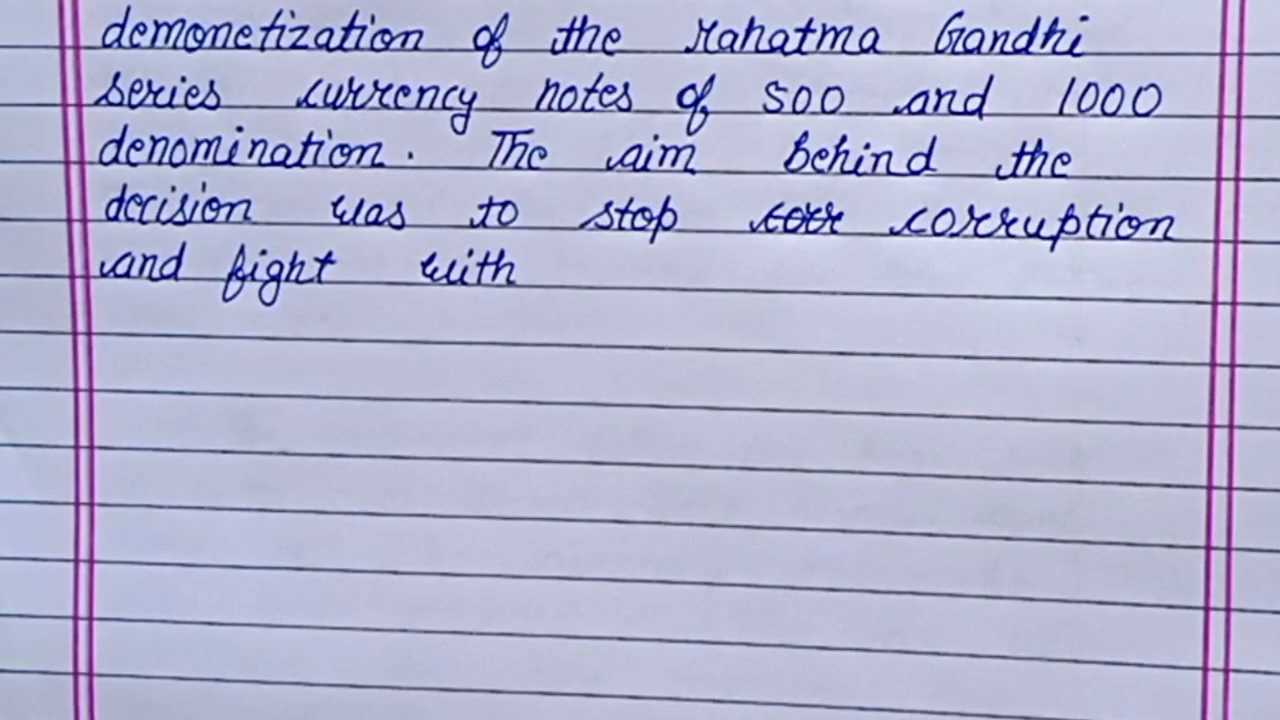 demonetization of the Mahatma Gandhi
series currency notes of 500 and 1000
denomination. The aim behind the
decision was to stop corr corruption
and fight with